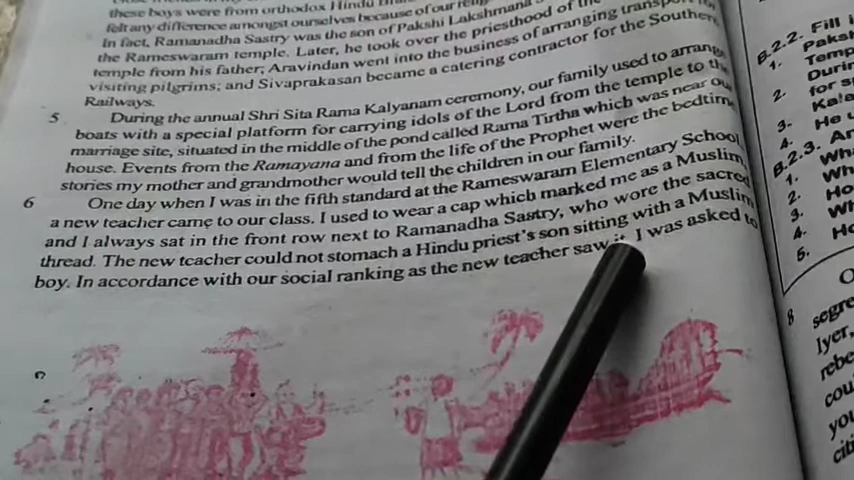 these boys were from orthodox Hindu
felt any difference amongst ourselves because of our
In fact, Ramanadha Sastry was the son of Pakshi Lakshmana
the Rameswaram temple. Later, he took over the priesthood of the
temple from his father; Aravindan went into the business of arranging transport for
visiting pilgrims; and Sivaprakasan became a catering contractor for the Southern
Railways.
5 During the annual Shri Sita Rama Kalyanam ceremony, our family used to arrange
boats with a special platform for carrying idols of the Lord from the temple to the
marriage site, situated in the middle of the pond called Rama Tirtha which was near our
house. Events from the Ramayana and from the life of the Prophet were the bedtime
stories my mother and grandmother would tell the children in our family.
6 One day when I was in the fifth standard at the Rameswaram Elementary School,
a new teacher came to our class. I used to wear a cap which marked me as a Muslim,
and I always sat in the front row next to Ramanadha Sastry, who wore the sacred
thread. The new teacher could not stomach a Hindu priest's son sitting with a Muslim
boy. In accordance with our social ranking as the new teacher saw it, I was asked to
B.2.2. Fill
1.
2.
for
3.
4. He
B.2.3.
1.
2.
3.
4.
5.
8
segre
Iyer,
rebe
cou
you
citi